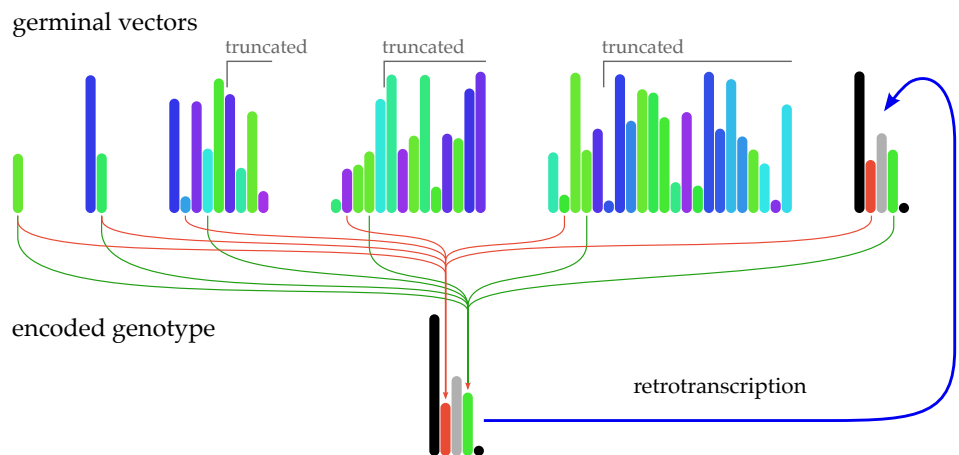 germinal vectors
truncated
truncated
truncated
encoded genotype
retrotranscription